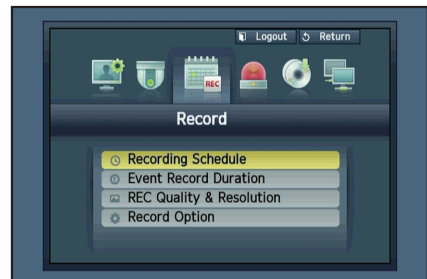 Logout
Return
REC
Record
Recording Schedule
Event Record Duration
REC Quality & Resolution
Record Option